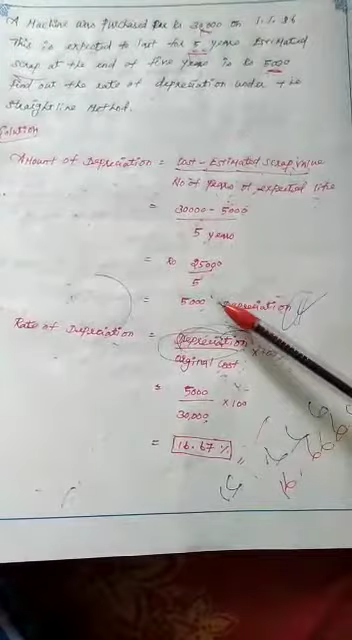 A Machine was purchased for Rs 30,000 on 1.1.86
This is expected to last for 5 years Estimated
scrap at the end of five years is Rs 5000
find out the rate of depreciation under the
straight line Method.
Solution
Amount of Depreciation = Cost - Estimated Scrap value
No of years of expected life
= 30000 - 5000
5 years
= Rs 25000
5
= 5000 Depreciation
Rate of Depreciation = Depreciation × 100
orginal Cost
= 5000 × 100
30,000
= 16.67%